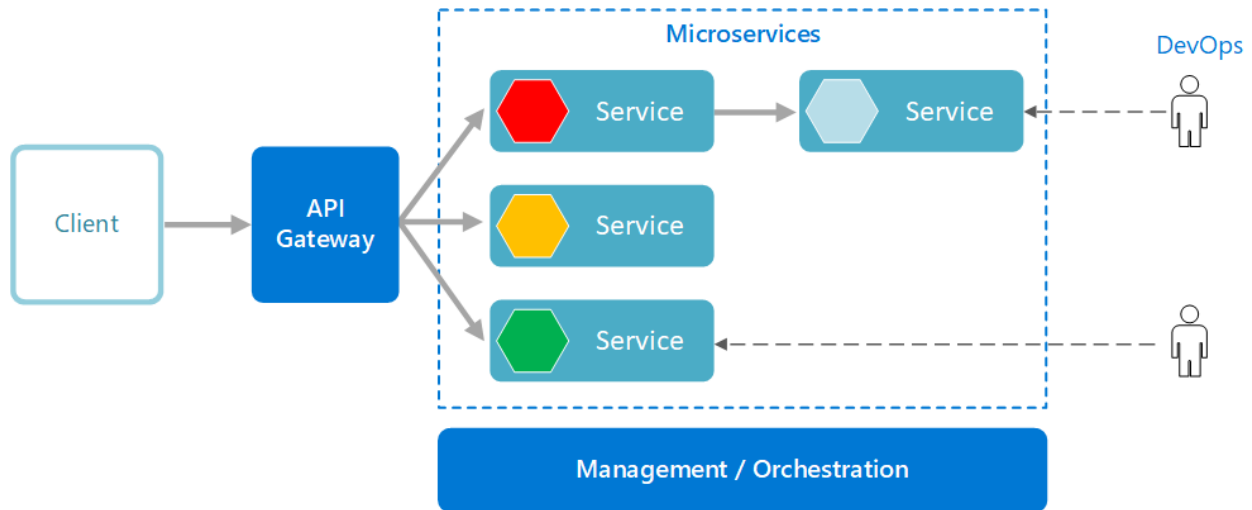 Microservices
DevOps
Service
Service
Client
API
Gateway
Service
Service
Management / Orchestration